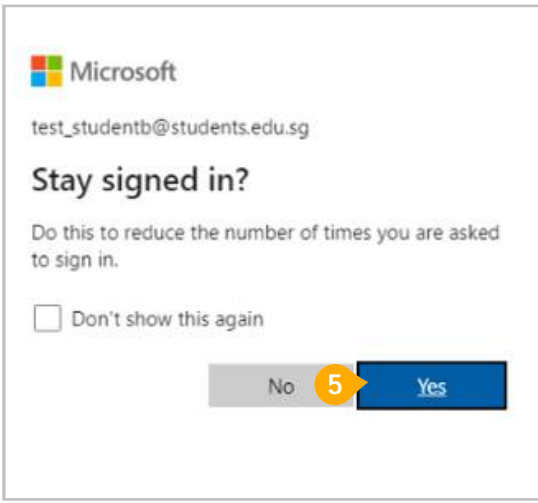 Microsoft
test_studentb@students.edu.sg
Stay signed in?
Do this to reduce the number of times you are asked
to sign in.
Don't show this again
No 5 Yes